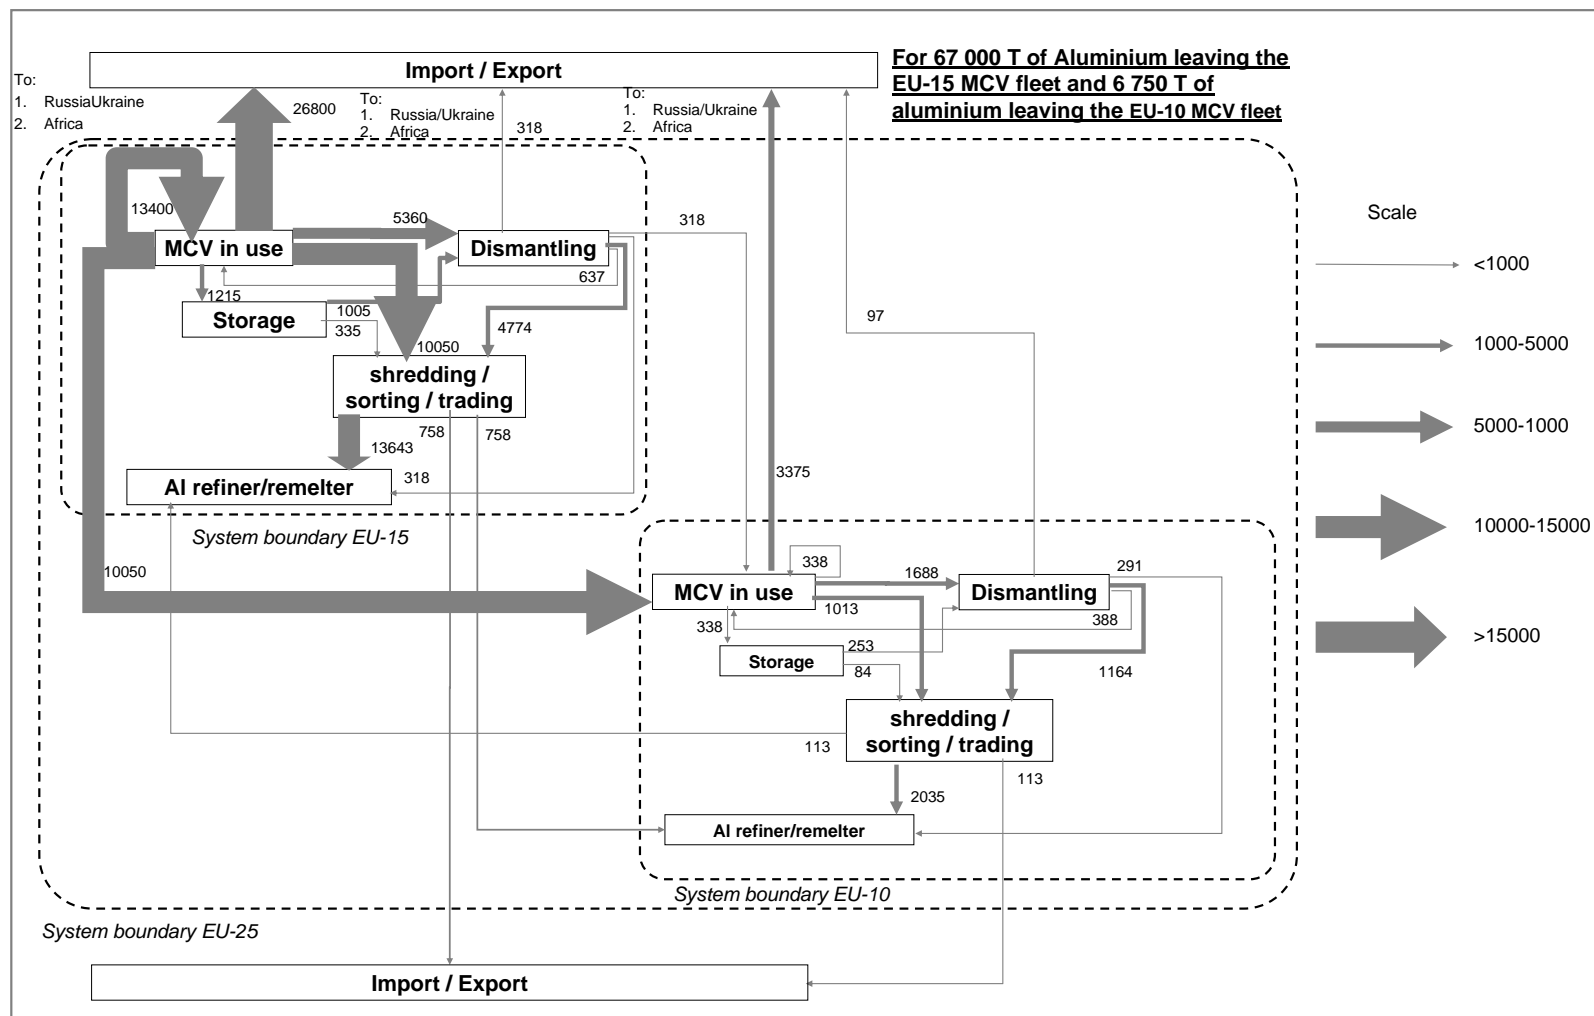 Import / Export
For 67 000 T of Aluminium leaving the
EU-15 MCV fleet and 6 750 T of
aluminium leaving the EU-10 MCV fleet
To:
1. RussiaUkraine
2. Africa
26800
To:
1. Russia/Ukraine
2. Africa
318
To:
1. Russia/Ukraine
2. Africa
13400
5360
318
MCV in use
Dismantling
637
1215
Storage
1005
335
4774
97
10050
shredding /
sorting / trading
758
758
13643
AI refiner/remelter
318
3375
System boundary EU-15
10050
338
1688
291
MCV in use
Dismantling
1013
388
338
Storage
253
84
1164
shredding /
sorting / trading
113
113
2035
AI refiner/remelter
System boundary EU-10
System boundary EU-25
Import / Export
Scale
<1000
1000-5000
5000-1000
10000-15000
>15000